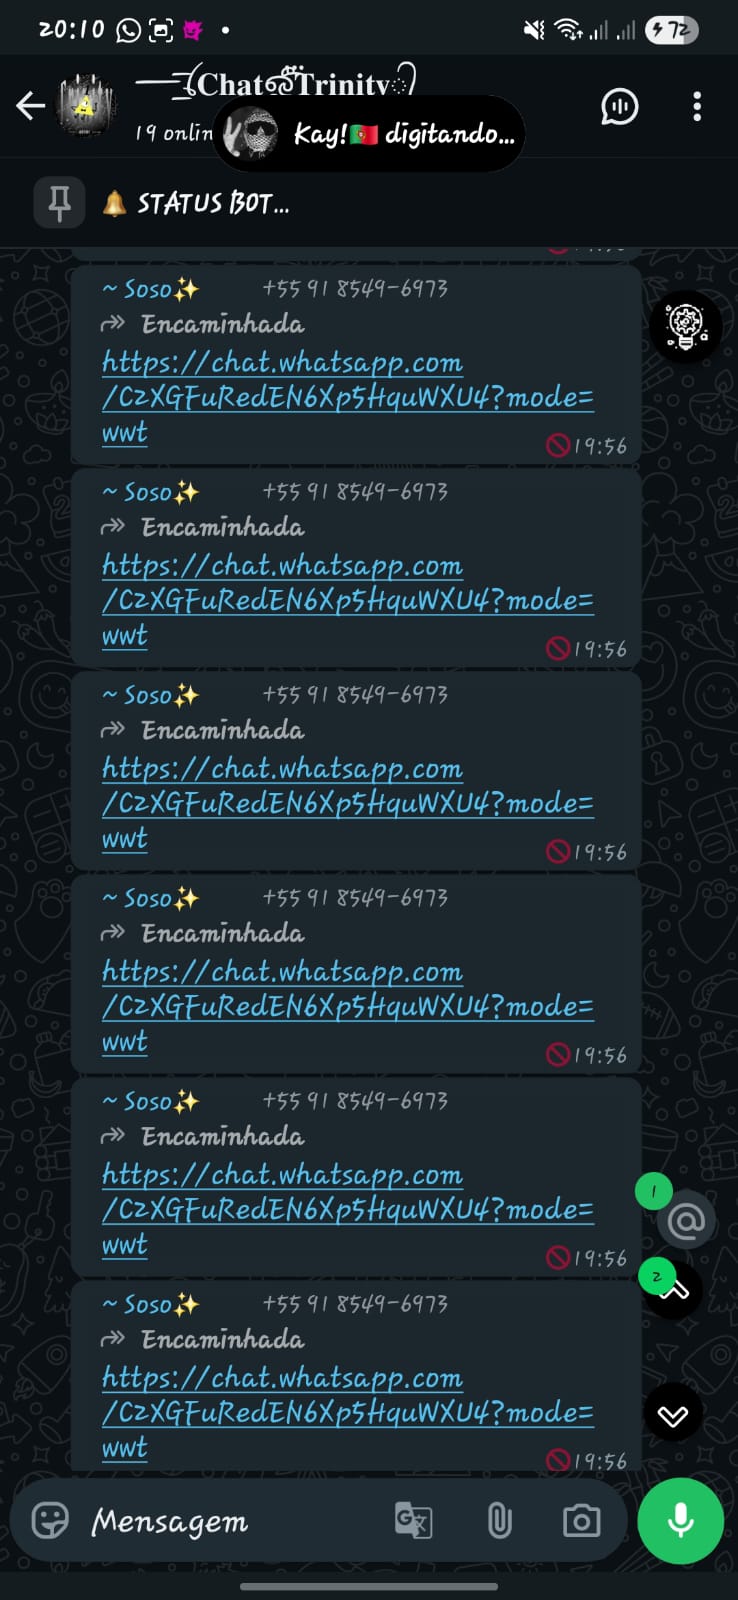 20:10
72
Chat Trinity
19 onlin
Kay!🇵🇹 digitando...
🔔 STATUS BOT...
~ Soso✨ +55 91 8549-6973
Encaminhada
https://chat.whatsapp.com
/CzXGFuRedEN6Xp5HquWXU4?mode=
wwt
19:56
~ Soso✨ +55 91 8549-6973
Encaminhada
https://chat.whatsapp.com
/CzXGFuRedEN6Xp5HquWXU4?mode=
wwt
19:56
~ Soso✨ +55 91 8549-6973
Encaminhada
https://chat.whatsapp.com
/CzXGFuRedEN6Xp5HquWXU4?mode=
wwt
19:56
~ Soso✨ +55 91 8549-6973
Encaminhada
https://chat.whatsapp.com
/CzXGFuRedEN6Xp5HquWXU4?mode=
wwt
19:56
~ Soso✨ +55 91 8549-6973
Encaminhada
https://chat.whatsapp.com
/CzXGFuRedEN6Xp5HquWXU4?mode=
wwt
19:56
1
@
2
~ Soso✨ +55 91 8549-6973
Encaminhada
https://chat.whatsapp.com
/CzXGFuRedEN6Xp5HquWXU4?mode=
wwt
19:56
Mensagem